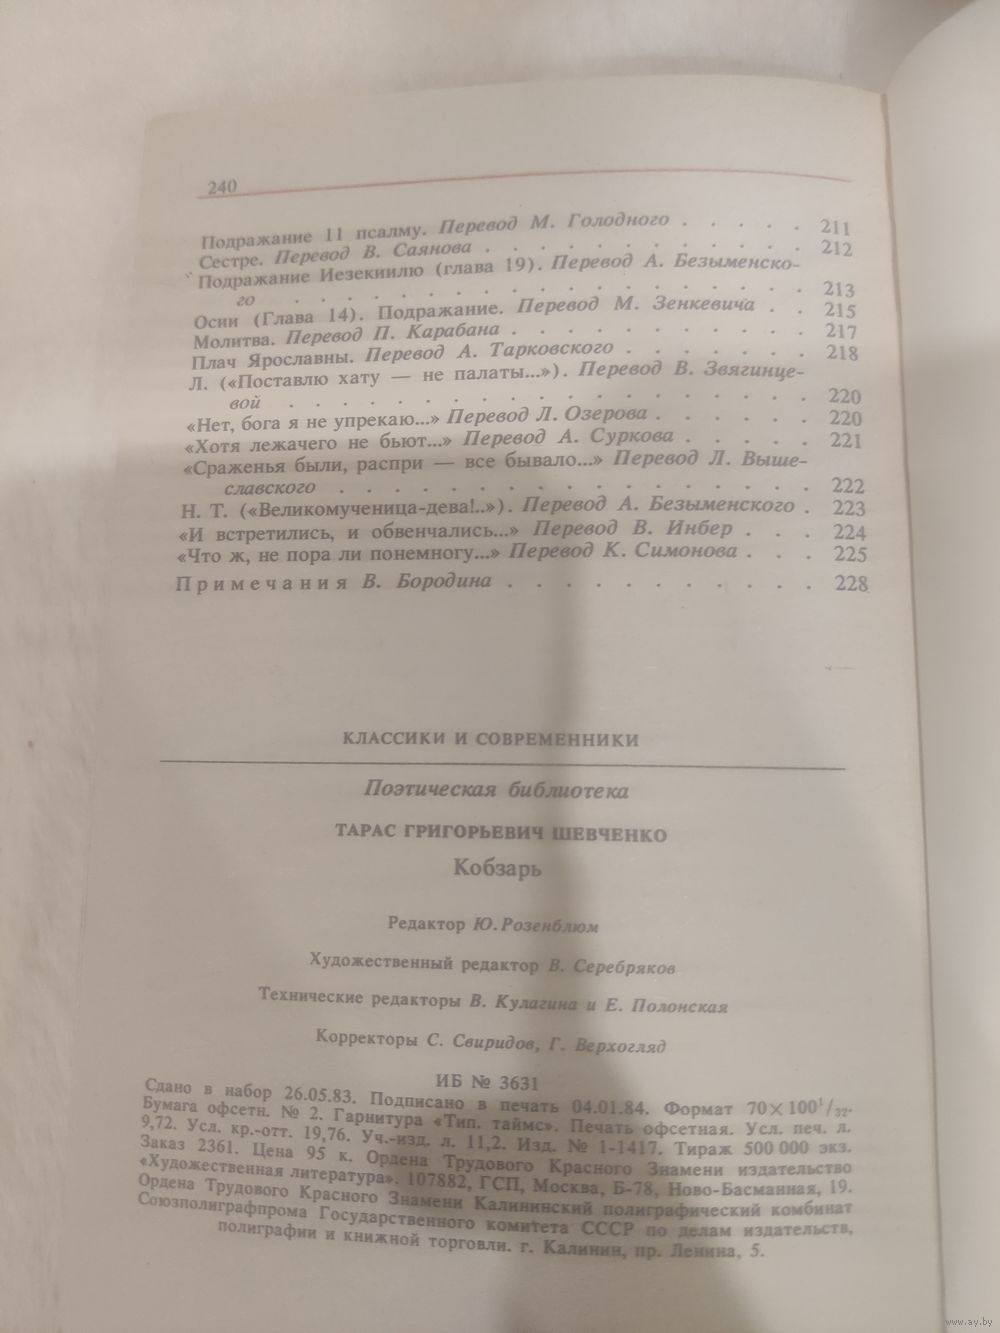 240
Подражание 11 псалму. Перевод М. Голодного . . . . . 211
Сестре. Перевод В. Саянова . . . . . . . . . . . . . 212
Подражание Иезекиилю (глава 19). Перевод А. Безыменско-
го . . . . . . . . . . . . . . . . . . . 213
Осии (Глава 14). Подражание. Перевод М. Зенкевича . . 215
Молитва. Перевод П. Карабана . . . . . . . . . . . . 217
Плач Ярославны. Перевод А. Тарковского . . . . . . . 218
Л. («Поставлю хату — не палаты...»). Перевод В. Звягинце-
вой . . . . . . . . . . . . . . . . . . . 220
«Нет, бога я не упрекаю...» Перевод Л. Озерова . . . . . . 220
«Хотя лежачего не бьют...» Перевод А. Суркова . . . . . 221
«Сраженья были, распри — все бывало...» Перевод Л. Выше-
славского . . . . . . . . . . . . . . . . . 222
Н. Т. («Великомученица-дева!..»). Перевод А. Безыменского . 223
«И встретились, и обвенчались...» Перевод В. Инбер . . . 224
«Что ж, не пора ли понемногу...» Перевод К. Симонова . . . 225
Примечания В. Бородина . . . . . . . . . . . . 228
КЛАССИКИ И СОВРЕМЕННИКИ
Поэтическая библиотека
ТАРАС ГРИГОРЬЕВИЧ ШЕВЧЕНКО
Кобзарь
Редактор Ю. Розенблюм
Художественный редактор В. Серебряков
Технические редакторы В. Кулагина и Е. Полонская
Корректоры С. Свиридов, Г. Верхогляд
ИБ № 3631
Сдано в набор 26.05.83. Подписано в печать 04.01.84. Формат 70×100¹/₃₂.
Бумага офсетн. № 2. Гарнитура «Тип. таймс». Печать офсетная. Усл. печ. л.
9,72. Усл. кр.-отт. 19,76. Уч.-изд. л. 11,2. Изд. № 1-1417. Тираж 500 000 экз.
Заказ 2361. Цена 95 к. Ордена Трудового Красного Знамени издательство
«Художественная литература». 107882, ГСП, Москва, Б-78, Ново-Басманная, 19.
Ордена Трудового Красного Знамени Калининский полиграфический комбинат
Союзполиграфпрома Государственного комитета СССР по делам издательств,
полиграфии и книжной торговли. г. Калинин, пр. Ленина, 5.
www.ay.by